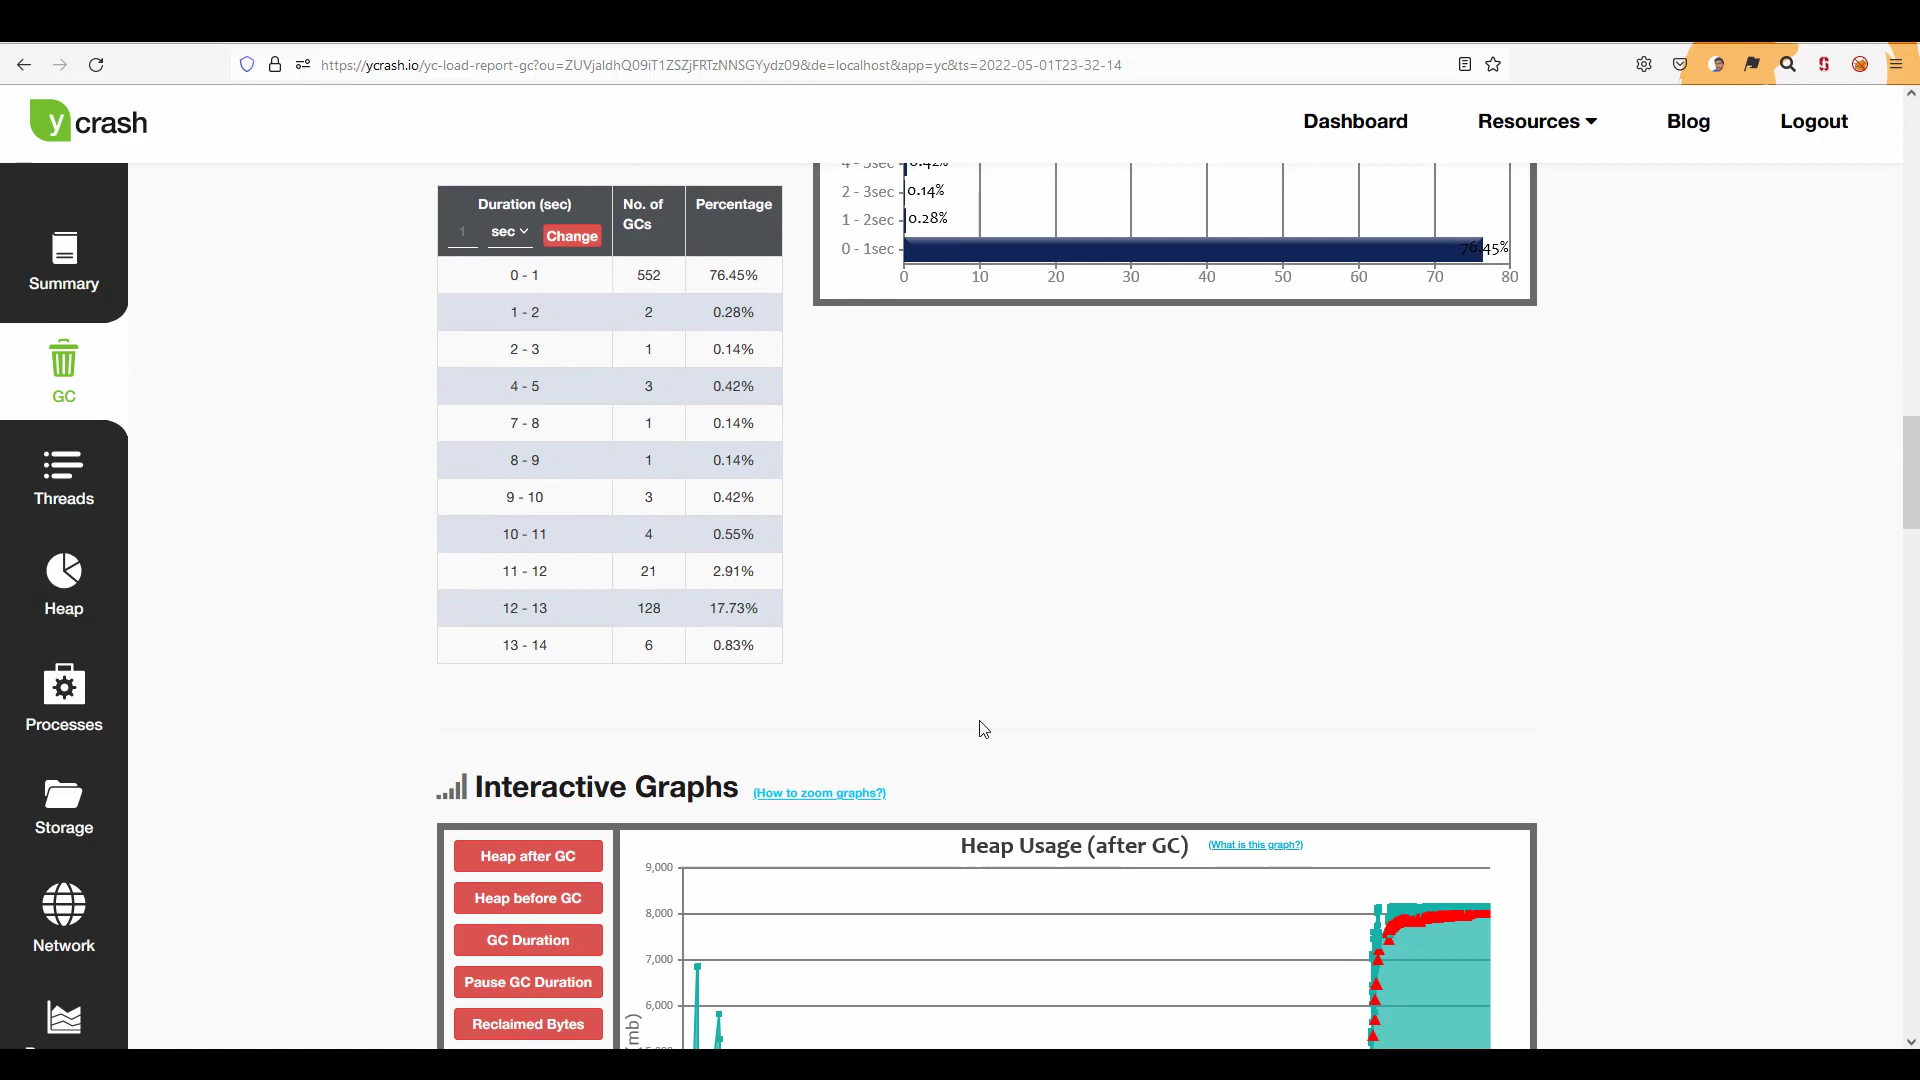 https://ycrash.io/yc-load-report-gc?ou=ZUVjaldhQ09iT1ZSZjFRTzNNSGYydz09&de=localhost&app=yc&ts=2022-05-01T23-32-14
y crash
Dashboard
Resources
Blog
Logout
Summary
GC
Threads
Heap
Processes
Storage
Network
Duration (sec)
No. of GCs
Percentage
1 sec Change
0 - 1 552 76.45%
1 - 2 2 0.28%
2 - 3 1 0.14%
4 - 5 3 0.42%
7 - 8 1 0.14%
8 - 9 1 0.14%
9 - 10 3 0.42%
10 - 11 4 0.55%
11 - 12 21 2.91%
12 - 13 128 17.73%
13 - 14 6 0.83%
4 - 5sec 0.42%
2 - 3sec 0.14%
1 - 2sec 0.28%
0 - 1sec 76.45%
0 10 20 30 40 50 60 70 80
Interactive Graphs (How to zoom graphs?)
Heap after GC
Heap before GC
GC Duration
Pause GC Duration
Reclaimed Bytes
Heap Usage (after GC) (What is this graph?)
9,000
8,000
7,000
6,000
(mb)